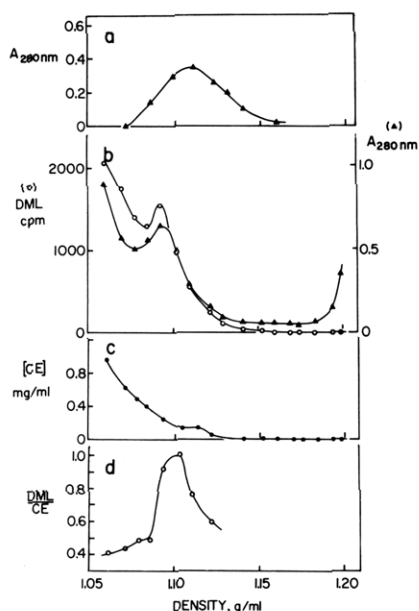 a
A280nm
0.6
0.4
0.2
0
b
(▲)
A280nm
(○)
DML
cpm
2000
1000
0
1.0
0.5
0
c
[CE]
mg/ml
0.8
0.4
0
d
DML
CE
1.0
0.8
0.6
0.4
1.05
1.10
1.15
1.20
DENSITY, g/ml